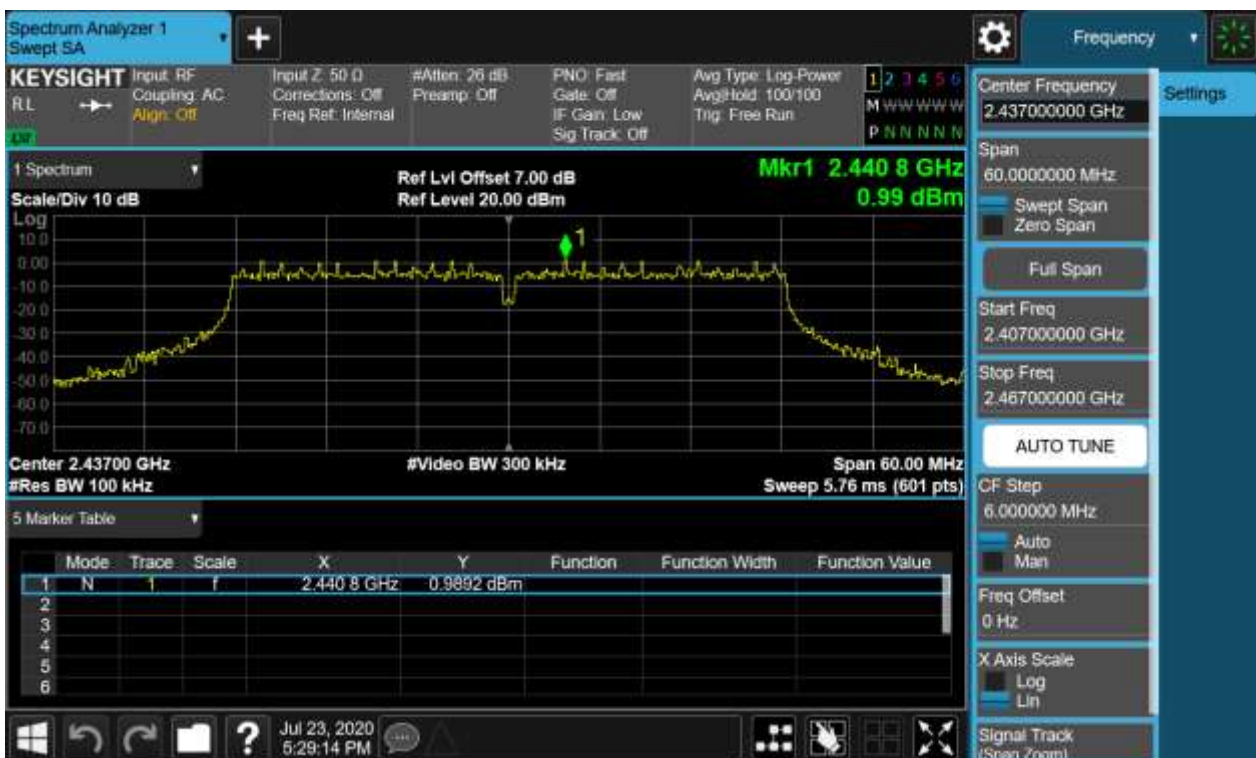 Spectrum Analyzer 1
Swept SA
+
Frequency
KEYSIGHT
RL
Input: RF
Coupling: AC
Align: Off
Input Z: 50 Ω
Corrections: Off
Freq Ref: Internal
#Atten: 26 dB
Preamp: Off
PNO: Fast
Gate: Off
IF Gain: Low
Sig Track: Off
Avg Type: Log-Power
Avg|Hold: 100/100
Trig: Free Run
1 2 3 4 5 6
M W W W W W
P N N N N N
1 Spectrum
Scale/Div 10 dB
Ref Lvl Offset 7.00 dB
Ref Level 20.00 dBm
Mkr1 2.440 8 GHz
0.99 dBm
Log
10.0
0.00
-10.0
-20.0
-30.0
-40.0
-50.0
-60.0
-70.0
1
Center 2.43700 GHz
#Res BW 100 kHz
#Video BW 300 kHz
Span 60.00 MHz
Sweep 5.76 ms (601 pts)
5 Marker Table
Mode Trace Scale X Y Function Function Width Function Value
1 N 1 f 2.440 8 GHz 0.9892 dBm
2
3
4
5
6
?
Jul 23, 2020
5:29:14 PM
Center Frequency
2.437000000 GHz
Settings
Span
60.0000000 MHz
Swept Span
Zero Span
Full Span
Start Freq
2.407000000 GHz
Stop Freq
2.467000000 GHz
AUTO TUNE
CF Step
6.000000 MHz
Auto
Man
Freq Offset
0 Hz
X Axis Scale
Log
Lin
Signal Track
(Span Zoom)